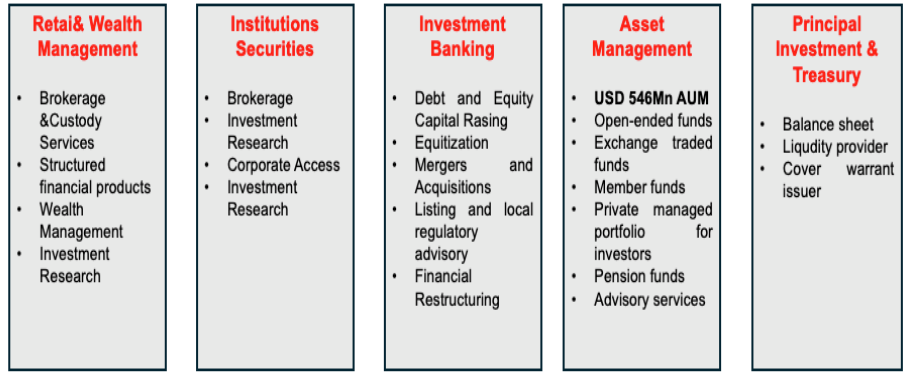 Retai& Wealth
Management
• Brokerage
&Custody
Services
• Structured
financial products
• Wealth
Management
• Investment
Research
Institutions
Securities
• Brokerage
• Investment
Research
• Corporate Access
• Investment
Research
Investment
Banking
• Debt and Equity
Capital Rasing
• Equitization
• Mergers and
Acquisitions
• Listing and local
regulatory
advisory
• Financial
Restructuring
Asset
Management
• USD 546Mn AUM
• Open-ended funds
• Exchange traded
funds
• Member funds
• Private managed
portfolio for
investors
• Pension funds
• Advisory services
Principal
Investment &
Treasury
• Balance sheet
• Liqudity provider
• Cover warrant
issuer